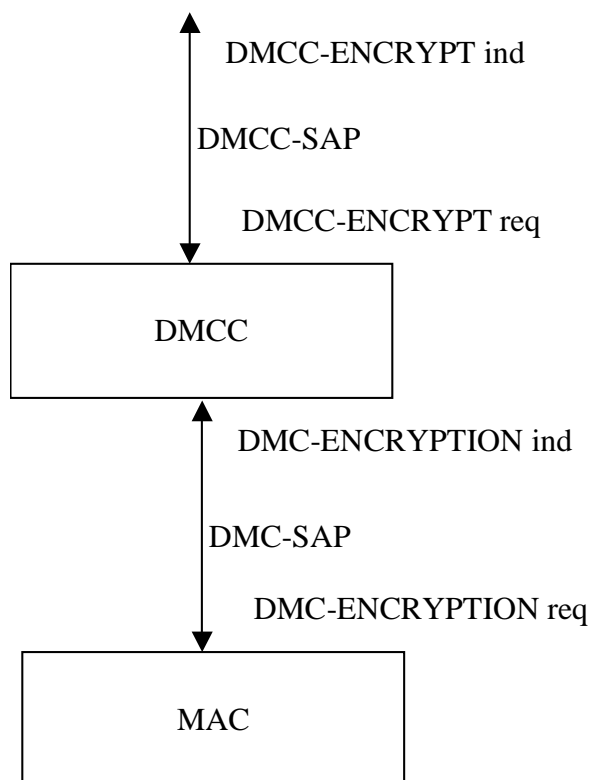 DMCC-ENCRYPT ind
DMCC-SAP
DMCC-ENCRYPT req
DMCC
DMC-ENCRYPTION ind
DMC-SAP
DMC-ENCRYPTION req
MAC